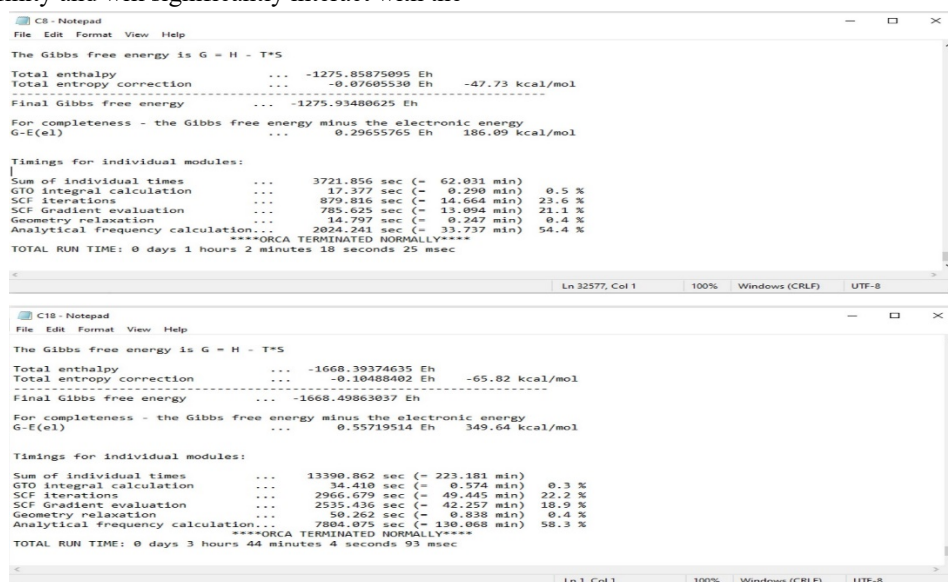 and will significantly interact with the
C8 - Notepad
File Edit Format View Help
The Gibbs free energy is G = H - T*S
Total enthalpy ... -1275.85875095 Eh
Total entropy correction ... -0.07605530 Eh -47.73 kcal/mol
Final Gibbs free energy ... -1275.93480625 Eh
For completeness - the Gibbs free energy minus the electronic energy
G-E(el) ... 0.29655765 Eh 186.09 kcal/mol
Timings for individual modules:
Sum of individual times ... 3721.856 sec (= 62.031 min)
GTO integral calculation ... 17.377 sec (= 0.290 min) 0.5 %
SCF iterations ... 879.816 sec (= 14.664 min) 23.6 %
SCF Gradient evaluation ... 785.625 sec (= 13.094 min) 21.1 %
Geometry relaxation ... 14.797 sec (= 0.247 min) 0.4 %
Analytical frequency calculation... 2024.241 sec (= 33.737 min) 54.4 %
****ORCA TERMINATED NORMALLY****
TOTAL RUN TIME: 0 days 1 hours 2 minutes 18 seconds 25 msec
Ln 32577, Col 1 100% Windows (CRLF) UTF-8
C18 - Notepad
File Edit Format View Help
The Gibbs free energy is G = H - T*S
Total enthalpy ... -1668.39374635 Eh
Total entropy correction ... -0.10488402 Eh -65.82 kcal/mol
Final Gibbs free energy ... -1668.49863037 Eh
For completeness - the Gibbs free energy minus the electronic energy
G-E(el) ... 0.55719514 Eh 349.64 kcal/mol
Timings for individual modules:
Sum of individual times ... 13390.862 sec (= 223.181 min)
GTO integral calculation ... 34.410 sec (= 0.574 min) 0.3 %
SCF iterations ... 2966.679 sec (= 49.445 min) 22.2 %
SCF Gradient evaluation ... 2535.436 sec (= 42.257 min) 18.9 %
Geometry relaxation ... 50.262 sec (= 0.838 min) 0.4 %
Analytical frequency calculation... 7804.075 sec (= 130.068 min) 58.3 %
****ORCA TERMINATED NORMALLY****
TOTAL RUN TIME: 0 days 3 hours 44 minutes 4 seconds 93 msec
Ln 1, Col 1 100% Windows (CRLF) UTF-8